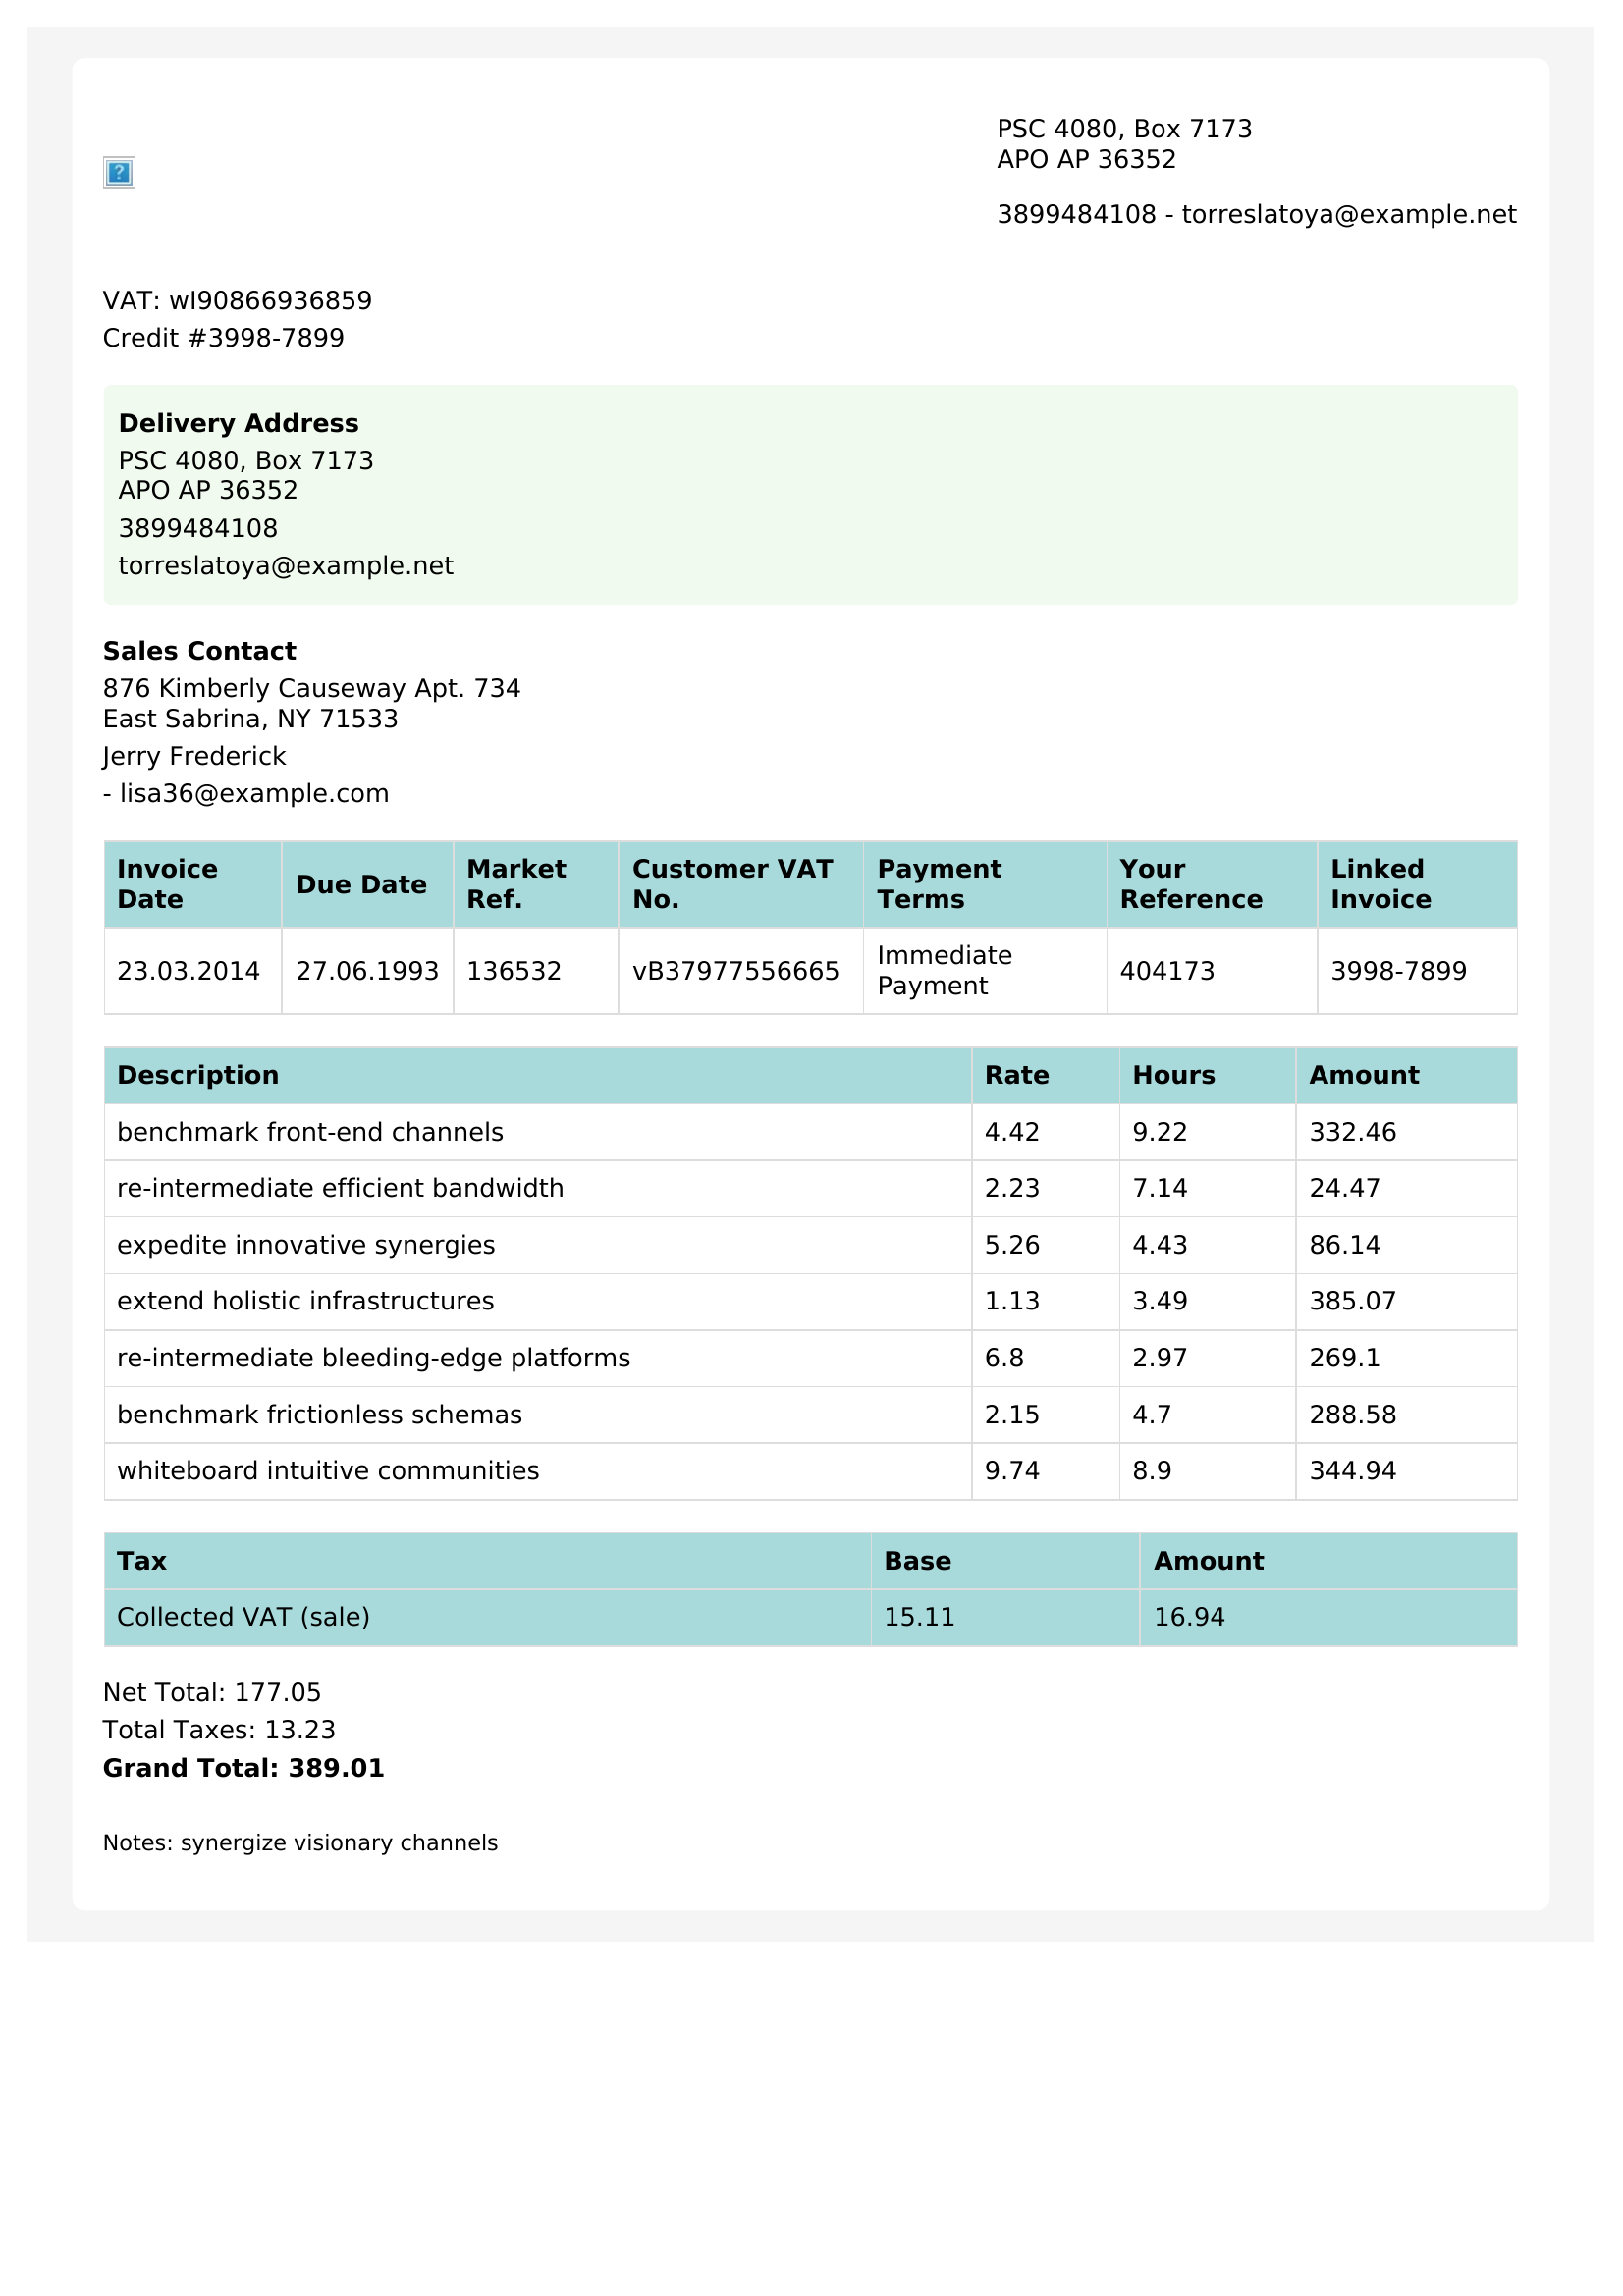 PSC 4080, Box 7173
APO AP 36352
3899484108 - torreslatoya@example.net
VAT: wI90866936859
Credit #3998-7899
Delivery Address
PSC 4080, Box 7173
APO AP 36352
3899484108
torreslatoya@example.net
Sales Contact
876 Kimberly Causeway Apt. 734
East Sabrina, NY 71533
Jerry Frederick
- lisa36@example.com
Invoice Date Due Date Market Ref. Customer VAT No. Payment Terms Your Reference Linked Invoice
23.03.2014 27.06.1993 136532 vB37977556665 Immediate Payment 404173 3998-7899
Description Rate Hours Amount
benchmark front-end channels 4.42 9.22 332.46
re-intermediate efficient bandwidth 2.23 7.14 24.47
expedite innovative synergies 5.26 4.43 86.14
extend holistic infrastructures 1.13 3.49 385.07
re-intermediate bleeding-edge platforms 6.8 2.97 269.1
benchmark frictionless schemas 2.15 4.7 288.58
whiteboard intuitive communities 9.74 8.9 344.94
Tax Base Amount
Collected VAT (sale) 15.11 16.94
Net Total: 177.05
Total Taxes: 13.23
Grand Total: 389.01
Notes: synergize visionary channels